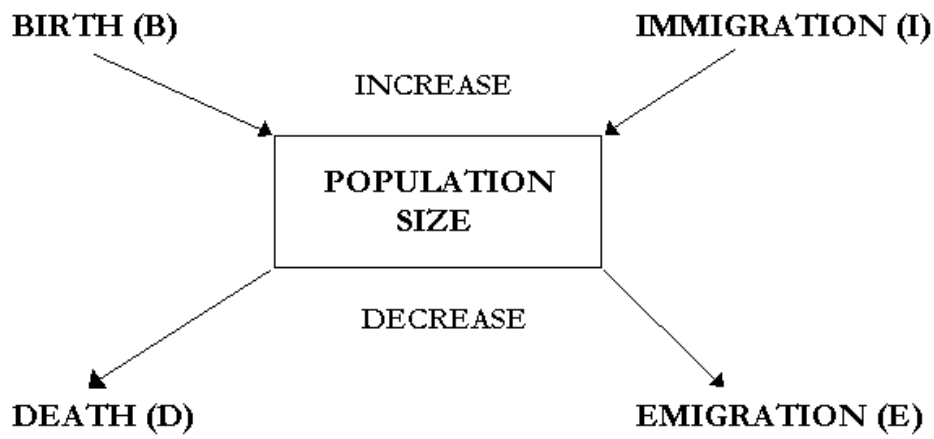 BIRTH (B)
IMMIGRATION (I)
INCREASE
POPULATION
SIZE
DECREASE
DEATH (D)
EMIGRATION (E)